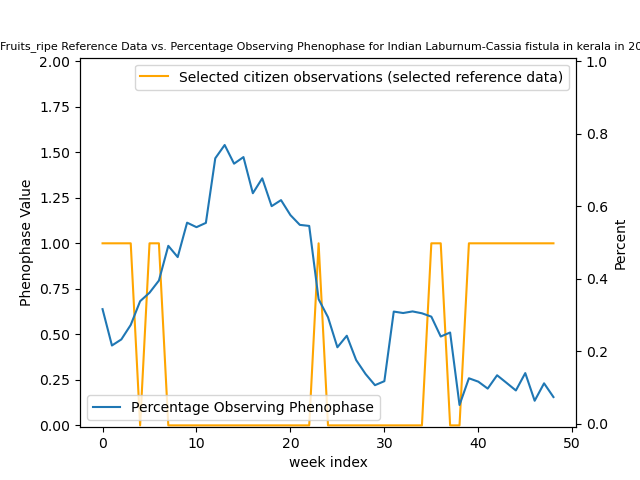 Fruits_ripe Reference Data vs. Percentage Observing Phenophase for Indian Laburnum-Cassia fistula in kerala in 20
2.00
1.75
1.50
1.25
1.00
0.75
0.50
0.25
0.00
Phenophase Value
Selected citizen observations (selected reference data)
Percentage Observing Phenophase
1.0
0.8
0.6
0.4
0.2
0.0
Percent
0 10 20 30 40 50
week index